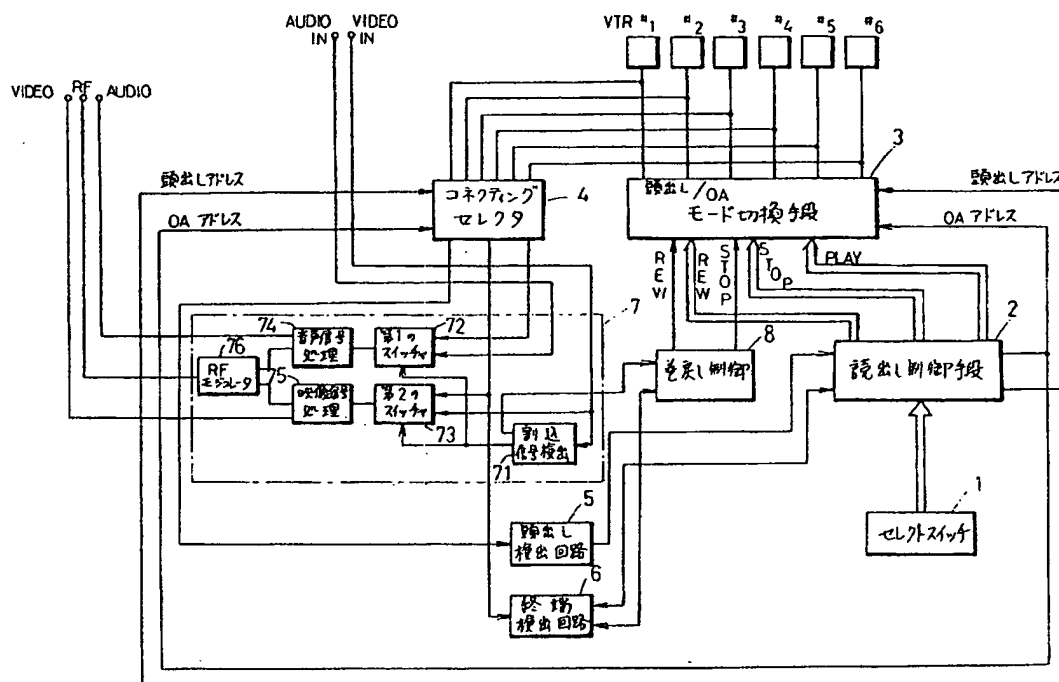 AUDIO IN
VIDEO IN
VTR #1
#2
#3
#4
#5
#6
VIDEO
RF
AUDIO
頭出しアドレス
OA アドレス
コネクティング
セレクタ
4
頭出し/OA
モード切換手段
3
頭出しアドレス
OA アドレス
REW
REW
STOP
STOP
PLAY
7
74
音声信号
処理
72
第1の
スイッチャ
76
RF
モジュレータ
75
映像信号
処理
第2の
スイッチャ
73
割込
信号検出
71
8
巻戻し制御
2
読出し制御手段
1
セレクトスイッチ
5
頭出し
検出回路
6
終端
検出回路